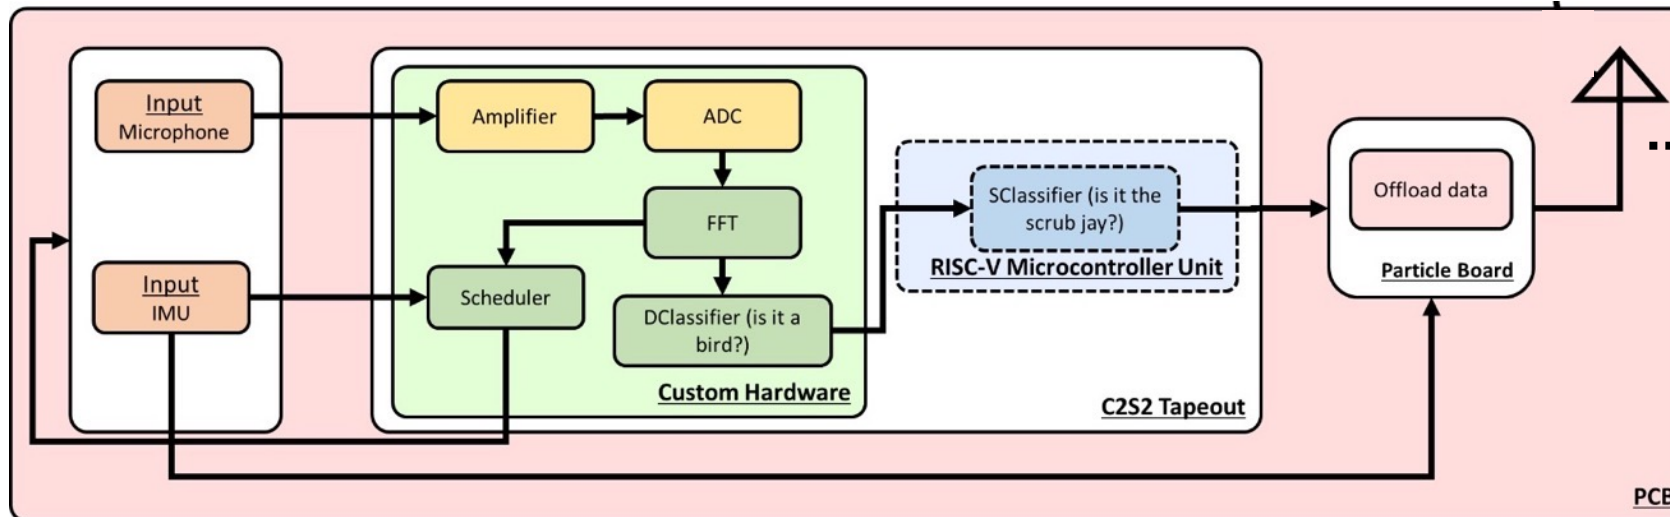 Input
Microphone
Amplifier
ADC
FFT
SClassifier (is it the
scrub jay?)
RISC-V Microcontroller Unit
Offload data
Particle Board
Input
IMU
Scheduler
DClassifier (is it a
bird?)
Custom Hardware
C2S2 Tapeout
PCB